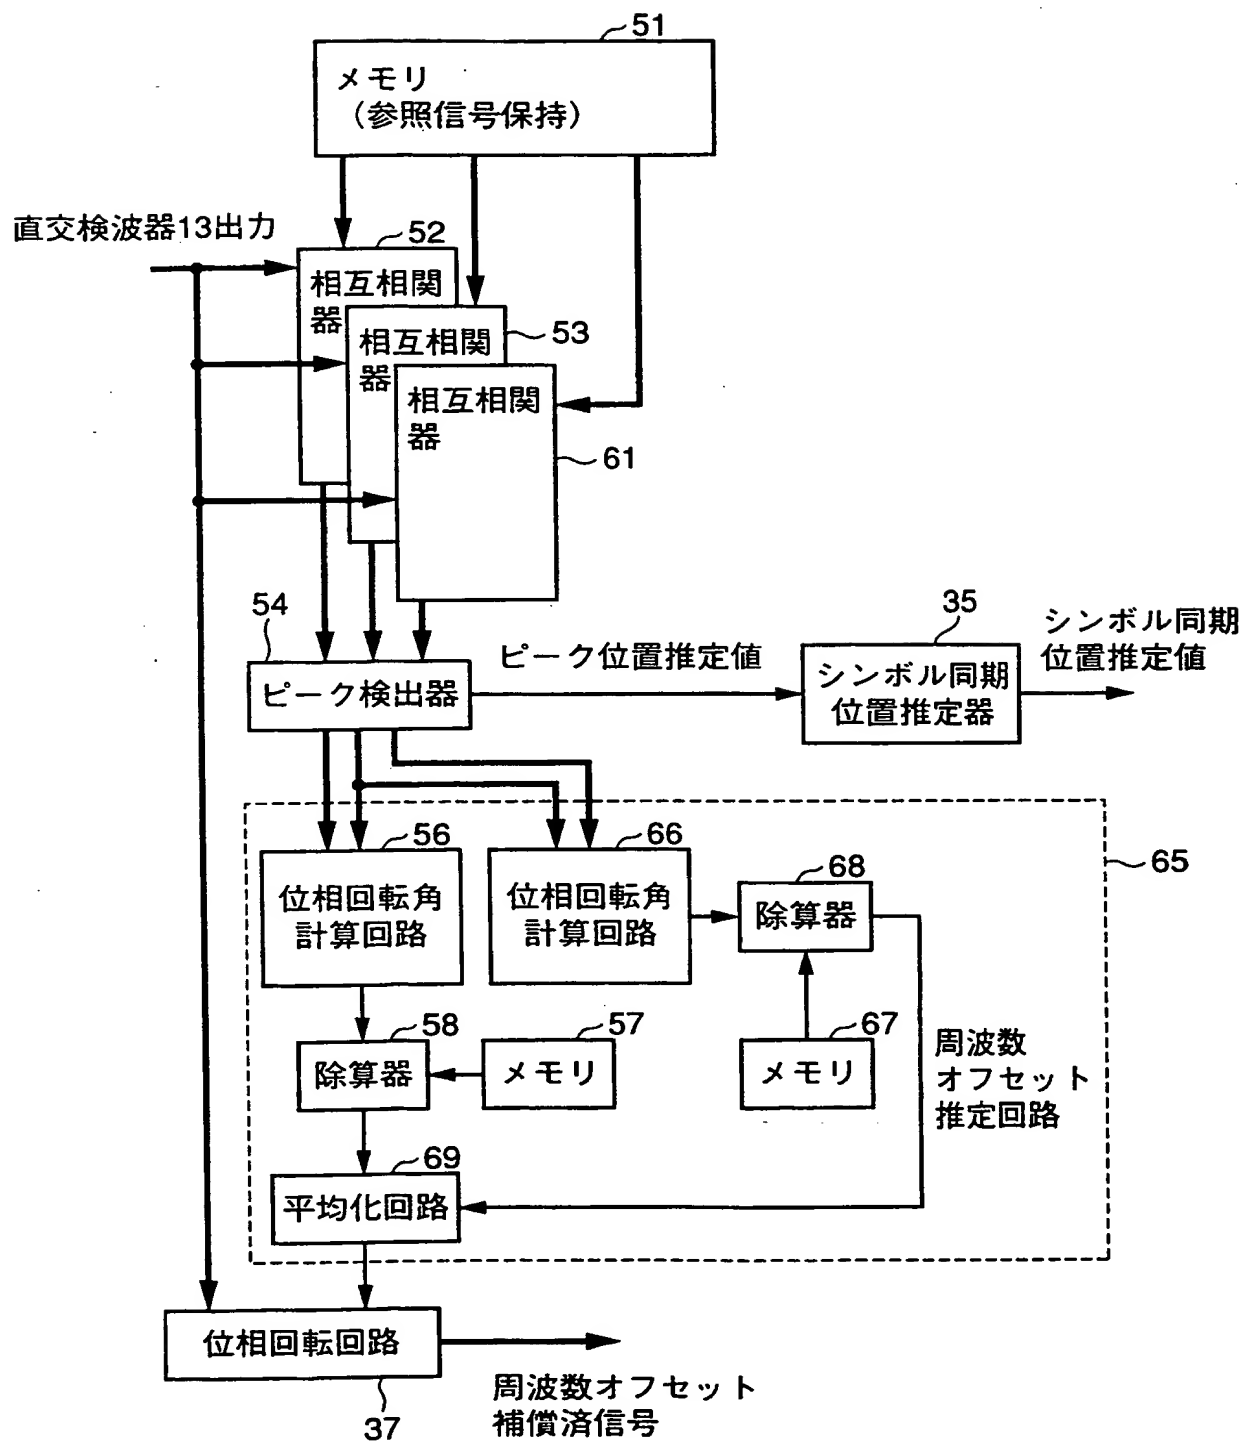 51
メモリ
(参照信号保持)
直交検波器13出力
52
相互相関
器
53
相互相関
器
相互相関
器
61
54
ピーク検出器
ピーク位置推定値
35
シンボル同期
位置推定器
シンボル同期
位置推定値
56
位相回転角
計算回路
66
位相回転角
計算回路
68
除算器
65
58
除算器
57
メモリ
67
メモリ
周波数
オフセット
推定回路
69
平均化回路
位相回転回路
37
周波数オフセット
補償済信号